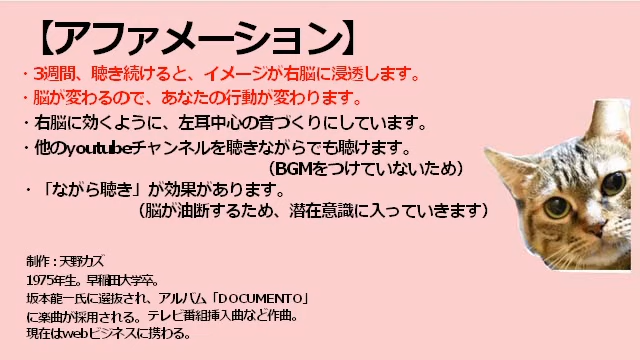 【アファメーション】
・3週間、聴き続けると、イメージが右脳に浸透します。
・脳が変わるので、あなたの行動が変わります。
・右脳に効くように、左耳中心の音づくりにしています。
・他のyoutubeチャンネルを聴きながらでも聴けます。
（BGMをつけていないため）
・「ながら聴き」が効果があります。
（脳が油断するため、潜在意識に入っていきます）
制作：天野カズ
1975年生。早稲田大学卒。
坂本龍一氏に選抜され、アルバム「DOCUMENTO」
に楽曲が採用される。テレビ番組挿入曲など作曲。
現在はwebビジネスに携わる。